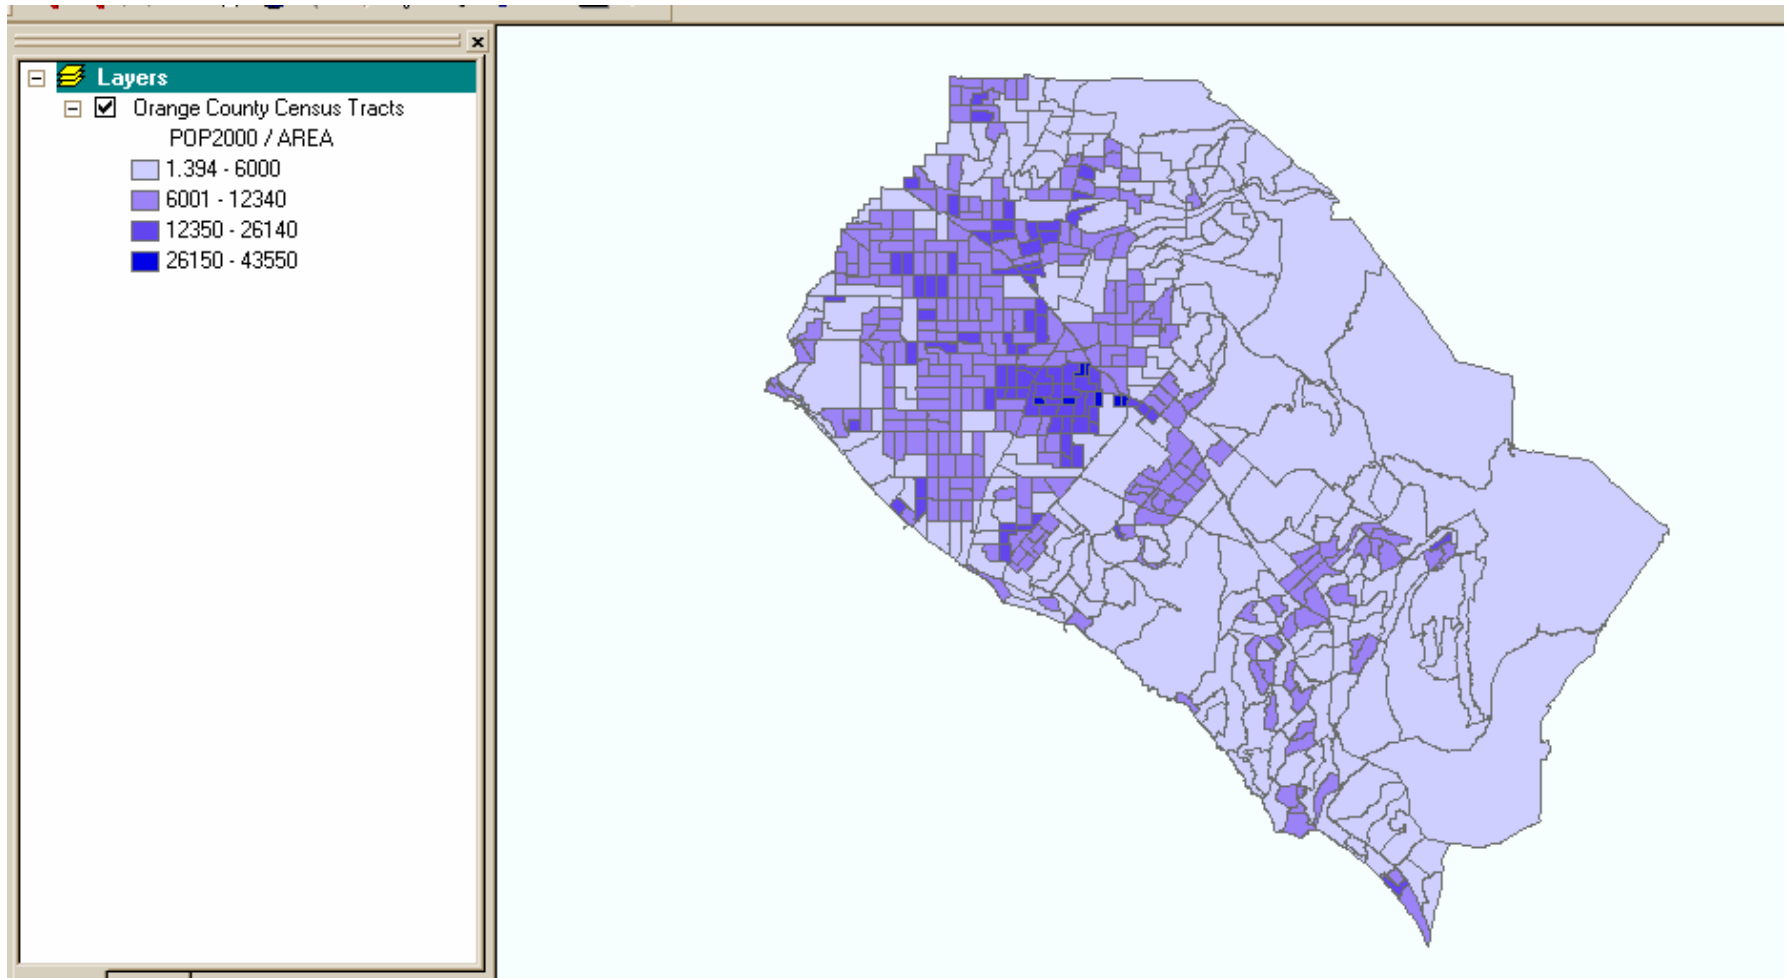 Layers
Orange County Census Tracts
POP2000 / AREA
1.394 - 6000
6001 - 12340
12350 - 26140
26150 - 43550